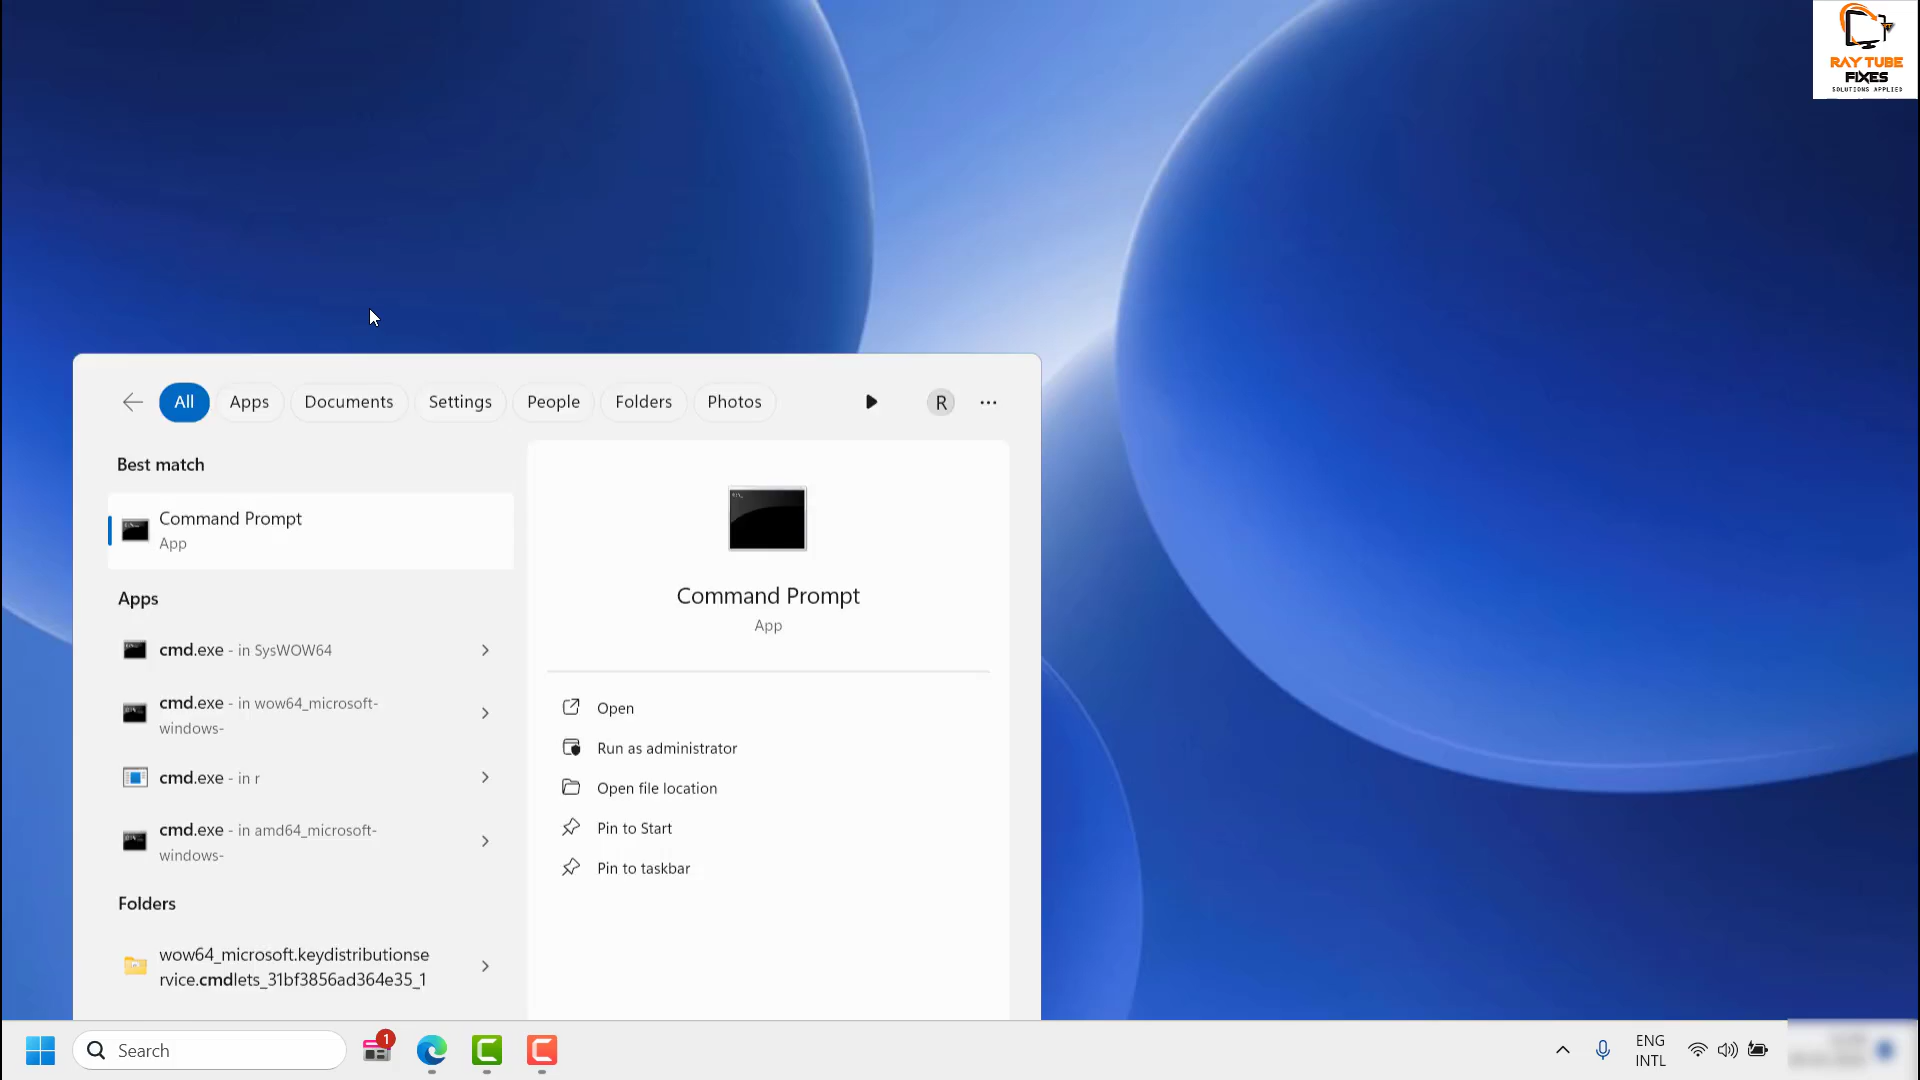 RAY TUBE
FIXES
SOLUTIONS APPLIED
All
Apps
Documents
Settings
People
Folders
Photos
R
Best match
Command Prompt
App
Apps
cmd.exe - in SysWOW64
cmd.exe - in wow64_microsoft-
windows-
cmd.exe - in r
cmd.exe - in amd64_microsoft-
windows-
Folders
wow64_microsoft.keydistributionse
rvice.cmdlets_31bf3856ad364e35_1
Command Prompt
App
Open
Run as administrator
Open file location
Pin to Start
Pin to taskbar
Search
1
ENG
INTL